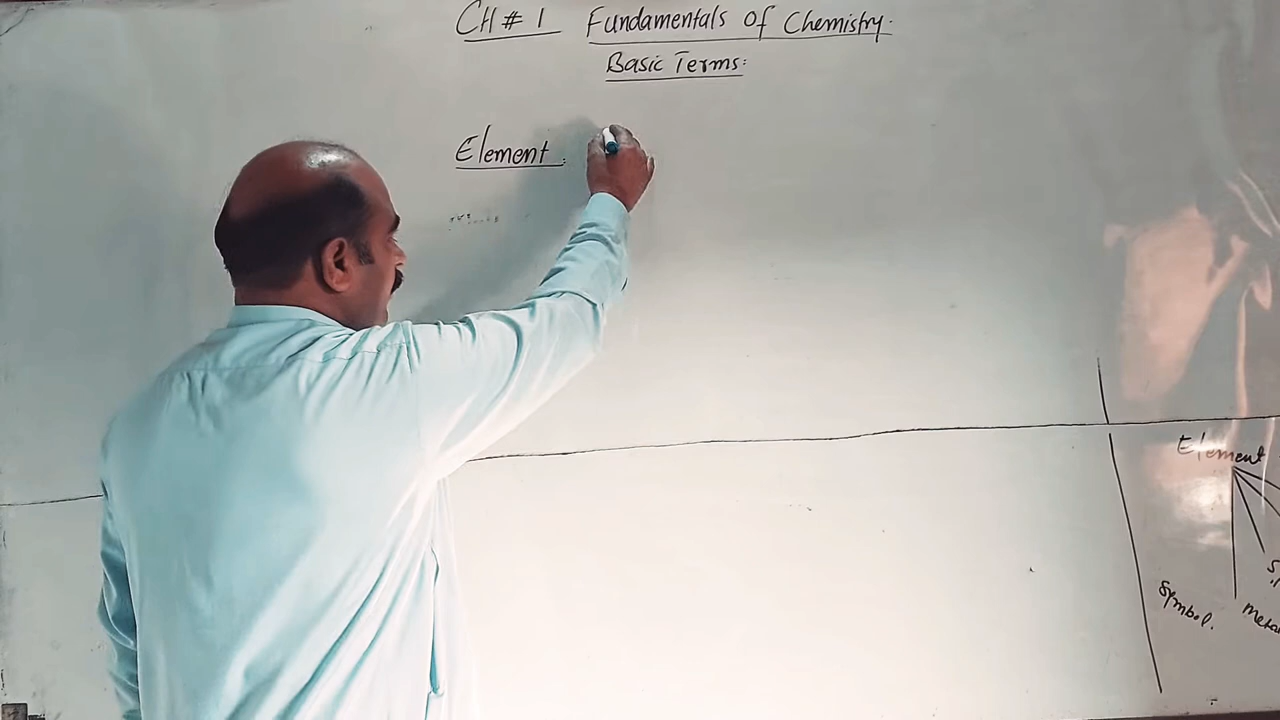 CH # 1 Fundamentals of Chemistry.
Basic Terms:
Element:
Element
Symbol.